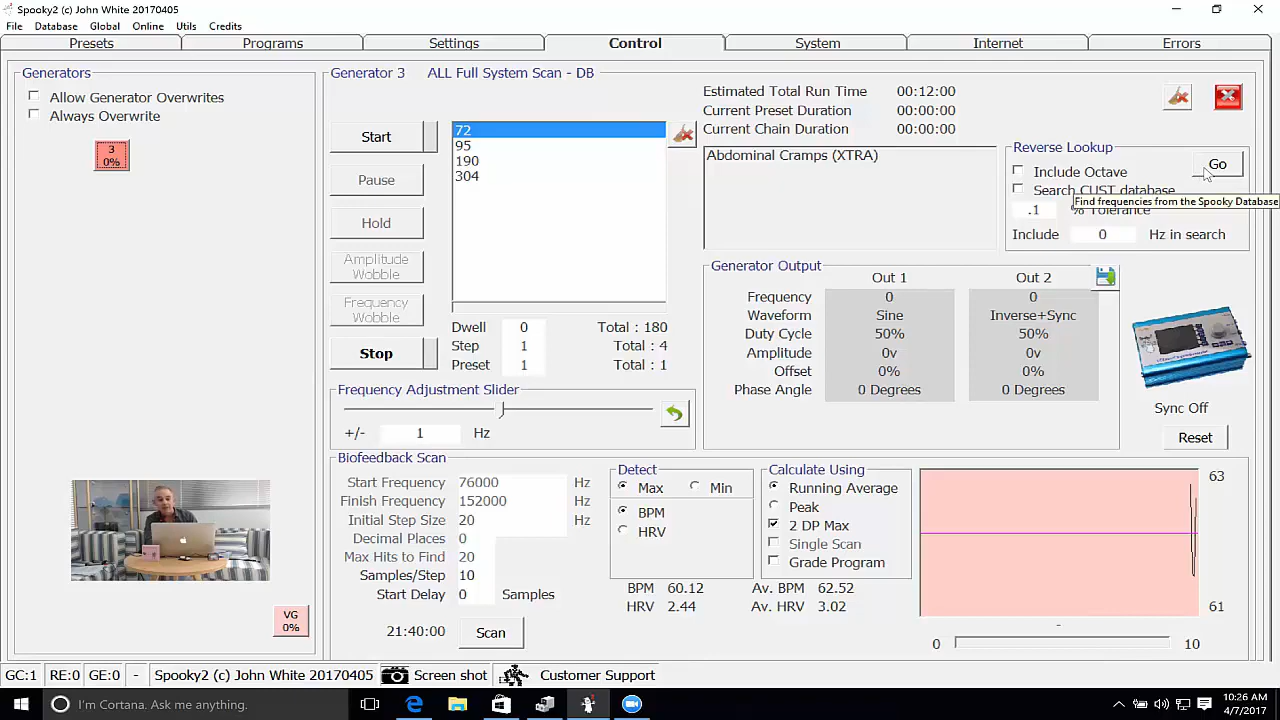 Spooky2 (c) John White 20170405
File Database Global Online Utils Credits
Presets Programs Settings Control System Internet Errors
Generators
Allow Generator Overwrites
Always Overwrite
3
0%
VG
0%
Generator 3 ALL Full System Scan - DB
Start
Pause
Hold
Amplitude
Wobble
Frequency
Wobble
Stop
72
95
190
304
Dwell 0 Total : 180
Step 1 Total : 4
Preset 1 Total : 1
Estimated Total Run Time 00:12:00
Current Preset Duration 00:00:00
Current Chain Duration 00:00:00
Abdominal Cramps (XTRA)
Reverse Lookup
Go
Include Octave
Search CUST database
Find frequencies from the Spooky Database
.1 % Tolerance
Include 0 Hz in search
Frequency Adjustment Slider
+/- 1 Hz
Generator Output
Out 1 Out 2
Frequency 0 0
Waveform Sine Inverse+Sync
Duty Cycle 50% 50%
Amplitude 0v 0v
Offset 0% 0%
Phase Angle 0 Degrees 0 Degrees
Sync Off
Reset
Biofeedback Scan
Start Frequency 76000 Hz
Finish Frequency 152000 Hz
Initial Step Size 20 Hz
Decimal Places 0
Max Hits to Find 20
Samples/Step 10
Start Delay 0 Samples
21:40:00 Scan
Detect
Max Min
BPM
HRV
Calculate Using
Running Average
Peak
2 DP Max
Single Scan
Grade Program
BPM 60.12 Av. BPM 62.52
HRV 2.44 Av. HRV 3.02
63
61
-
0 10
GC:1 RE:0 GE:0 - Spooky2 (c) John White 20170405 Screen shot Customer Support
I'm Cortana. Ask me anything.
10:26 AM
4/7/2017